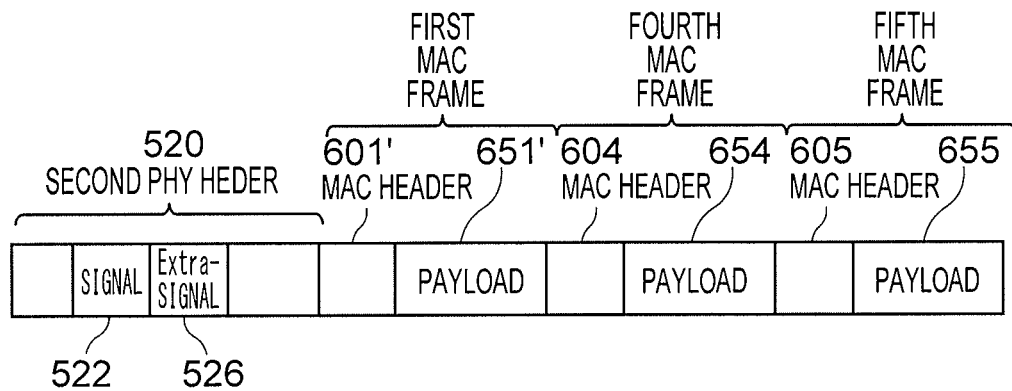 FIRST
MAC
FRAME
FOURTH
MAC
FRAME
FIFTH
MAC
FRAME
520
SECOND PHY HEDER
601'
MAC HEADER
651'
604
MAC HEADER
654
605
MAC HEADER
655
SIGNAL
Extra-
SIGNAL
PAYLOAD
PAYLOAD
PAYLOAD
522
526